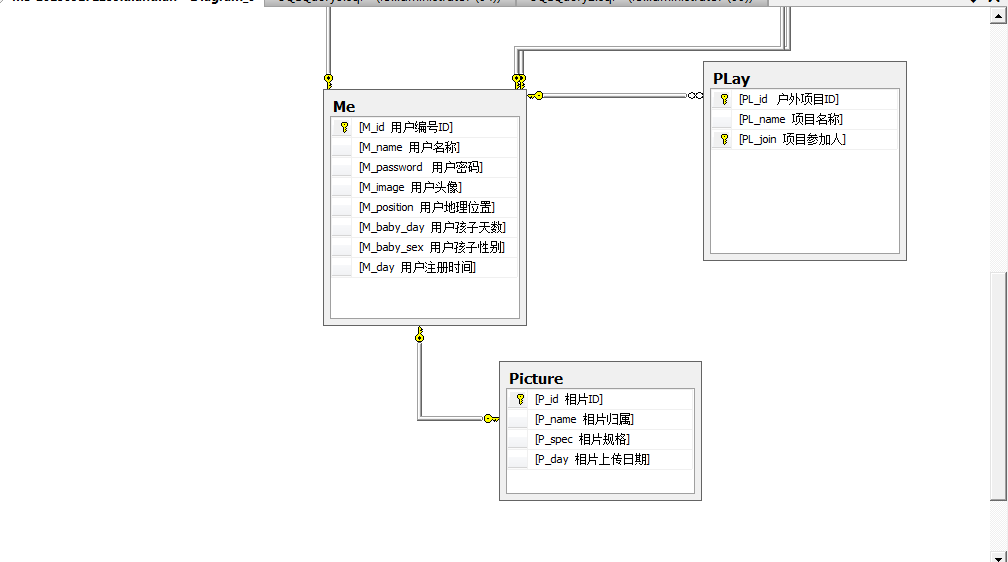 Me
[M_id 用户编号ID]
[M_name 用户名称]
[M_password 用户密码]
[M_image 用户头像]
[M_position 用户地理位置]
[M_baby_day 用户孩子天数]
[M_baby_sex 用户孩子性别]
[M_day 用户注册时间]
PLay
[PL_id 户外项目ID]
[PL_name 项目名称]
[PL_join 项目参加人]
Picture
[P_id 相片ID]
[P_name 相片归属]
[P_spec 相片规格]
[P_day 相片上传日期]